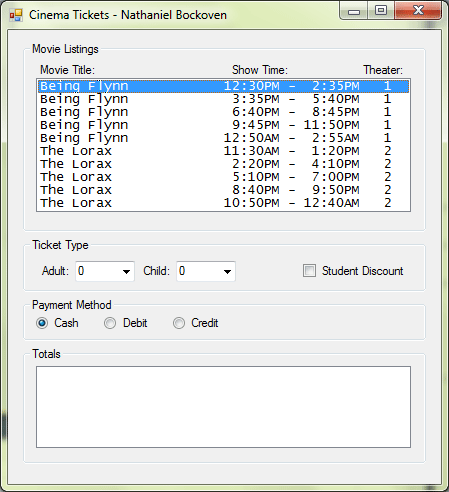 Cinema Tickets - Nathaniel Bockoven
Movie Listings
Movie Title: Show Time: Theater:
Being Flynn 12:30PM - 2:35PM 1
Being Flynn 3:35PM - 5:40PM 1
Being Flynn 6:40PM - 8:45PM 1
Being Flynn 9:45PM - 11:50PM 1
Being Flynn 12:50AM - 2:55AM 1
The Lorax 11:30AM - 1:20PM 2
The Lorax 2:20PM - 4:10PM 2
The Lorax 5:10PM - 7:00PM 2
The Lorax 8:40PM - 9:50PM 2
The Lorax 10:50PM - 12:40AM 2
Ticket Type
Adult: 0 Child: 0 Student Discount
Payment Method
Cash Debit Credit
Totals